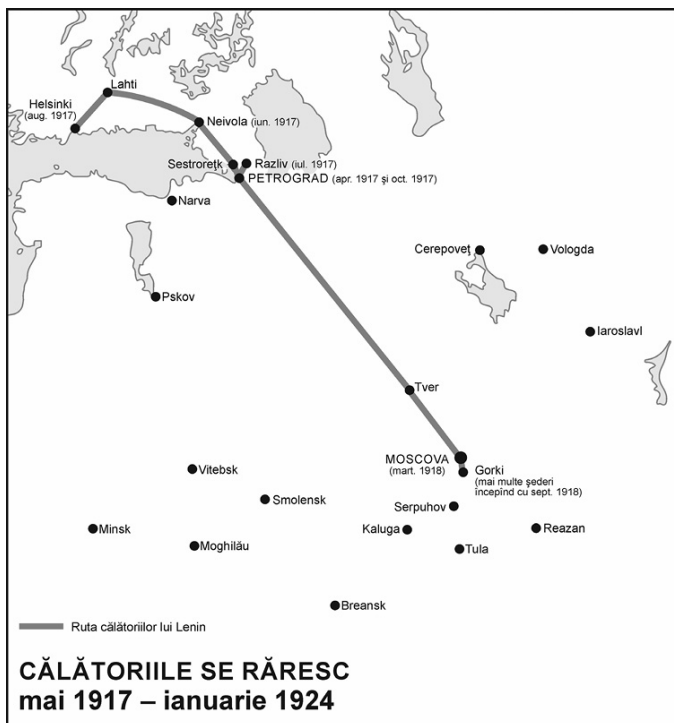 Lahti
Helsinki
(aug. 1917)
Neivola (iun. 1917)
Sestrorețk
Razliv (iul. 1917)
PETROGRAD (apr. 1917 și oct. 1917)
Narva
Cerepoveț
Vologda
Pskov
Iaroslavl
Tver
MOSCOVA
(mart. 1918)
Gorki
(mai multe șederi
începînd cu sept. 1918)
Vitebsk
Smolensk
Serpuhov
Minsk
Moghilău
Kaluga
Reazan
Tula
Breansk
Ruta călătoriilor lui Lenin
CĂLĂTORIILE SE RĂRESC
mai 1917 – ianuarie 1924